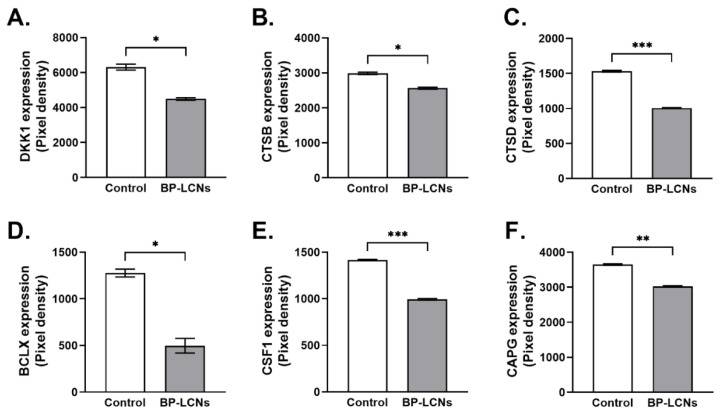 A.
DKK1 expression
(Pixel density)
8000
6000
4000
2000
0
*
Control
BP-LCNs
B.
CTSB expression
(Pixel density)
4000
3000
2000
1000
0
*
Control
BP-LCNs
C.
CTSD expression
(Pixel density)
2000
1500
1000
500
0
***
Control
BP-LCNs
D.
BCLX expression
(Pixel density)
1500
1000
500
0
*
Control
BP-LCNs
E.
CSF1 expression
(Pixel density)
1500
1000
500
0
***
Control
BP-LCNs
F.
CAPG expression
(Pixel density)
4000
3000
2000
1000
0
**
Control
BP-LCNs